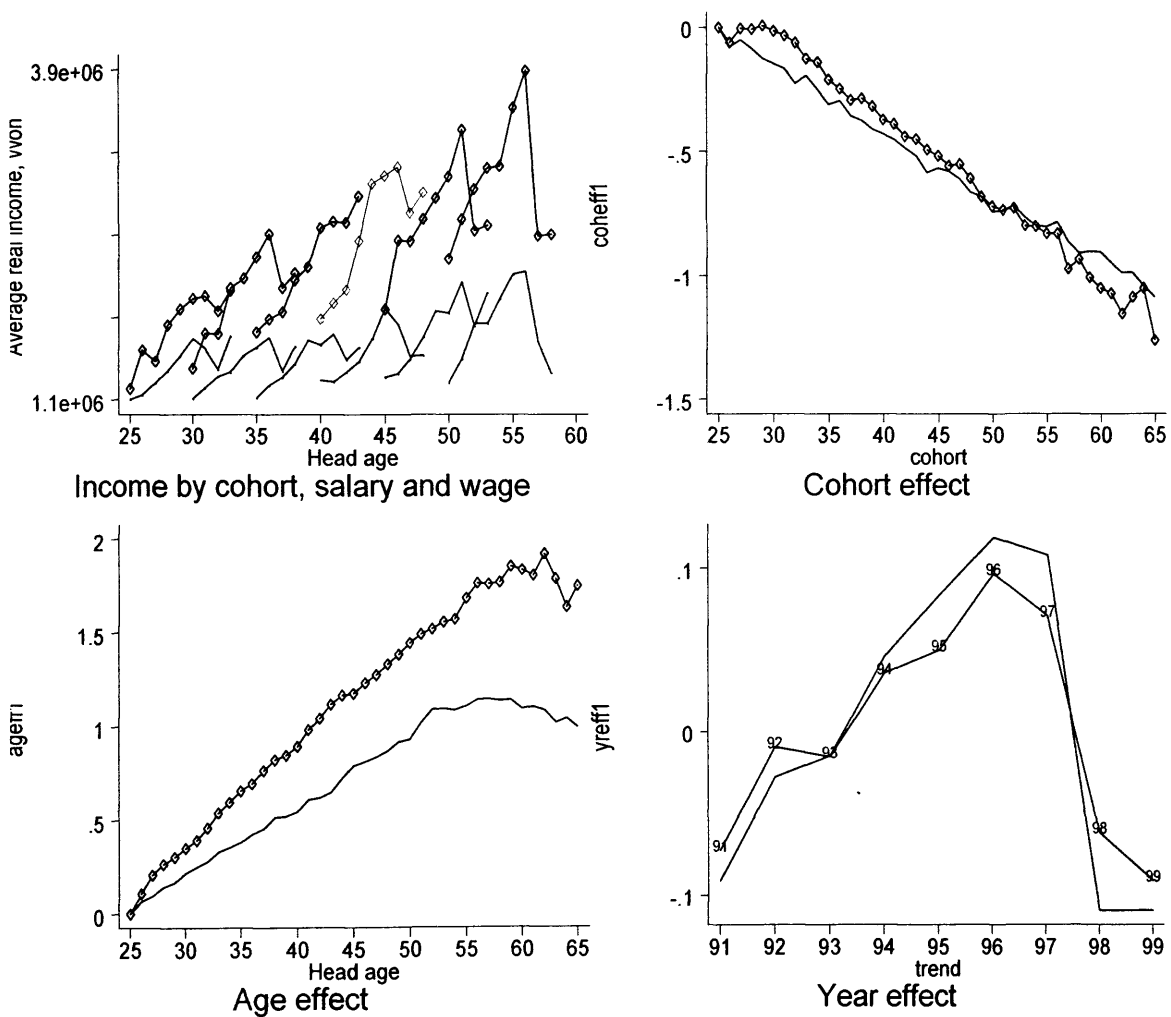 3.9e+06
1.1e+06
Average real income, won
25 30 35 40 45 50 55 60
Head age
Income by cohort, salary and wage
0
-.5
-1
-1.5
coheff1
25 30 35 40 45 50 55 60 65
cohort
Cohort effect
2
1.5
1
.5
0
25 30 35 40 45 50 55 60 65
Head age
Age effect
.1
0
-.1
yreff1
91 92 93 94 95 96 97 98 99
91 92 93 94 95 96 97 98 99
trend
Year effect